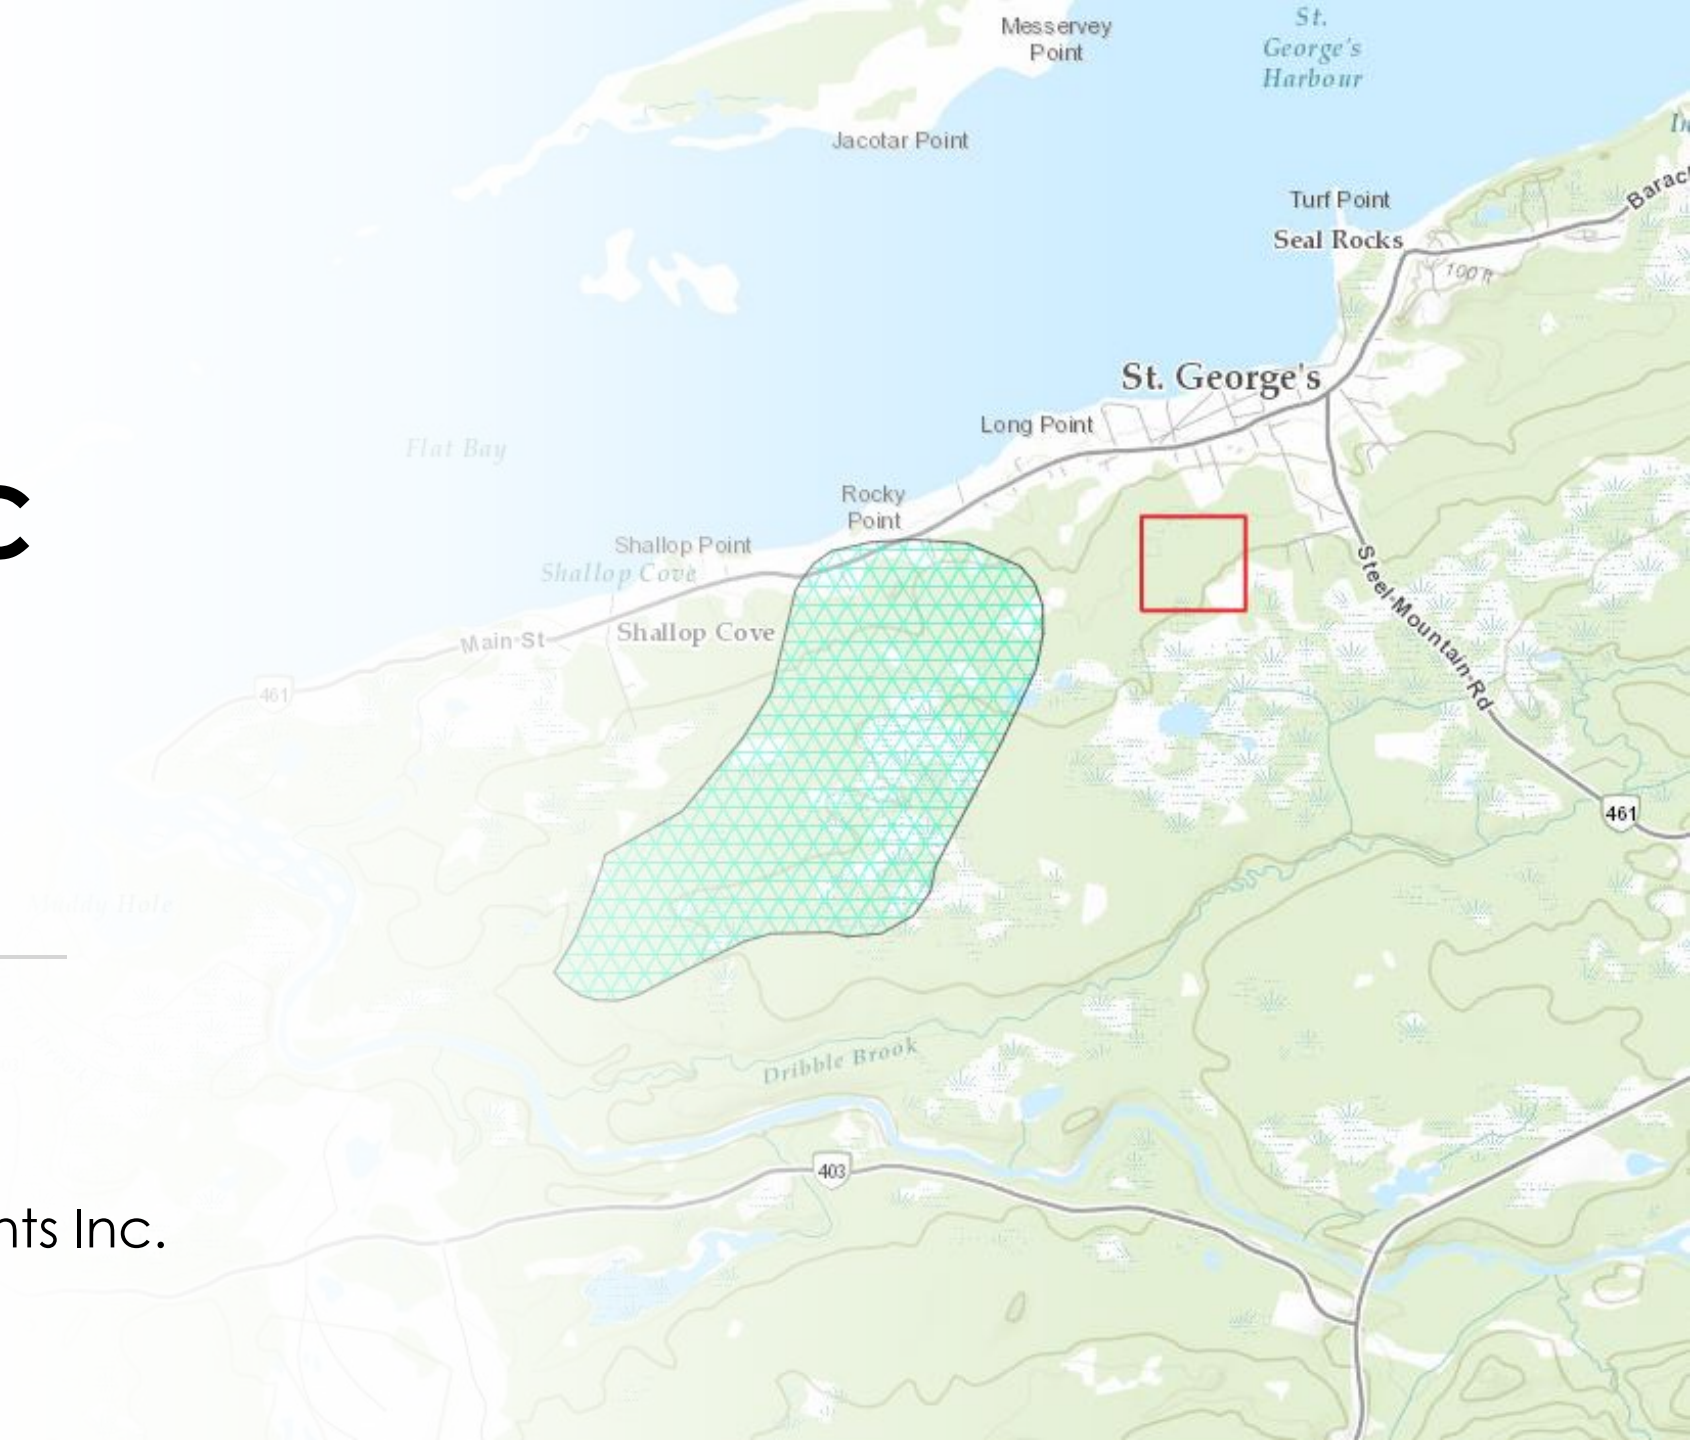 Messervey
Point
St.
George's
Harbour
Jacotar Point
Turf Point
Seal Rocks
100 ft
St. George's
Long Point
Flat Bay
Rocky
Point
Shallop Point
Shallop Cove
Shallop Cove
Main St
461
Steel Mountain Rd
461
Dribble Brook
403
nts Inc.